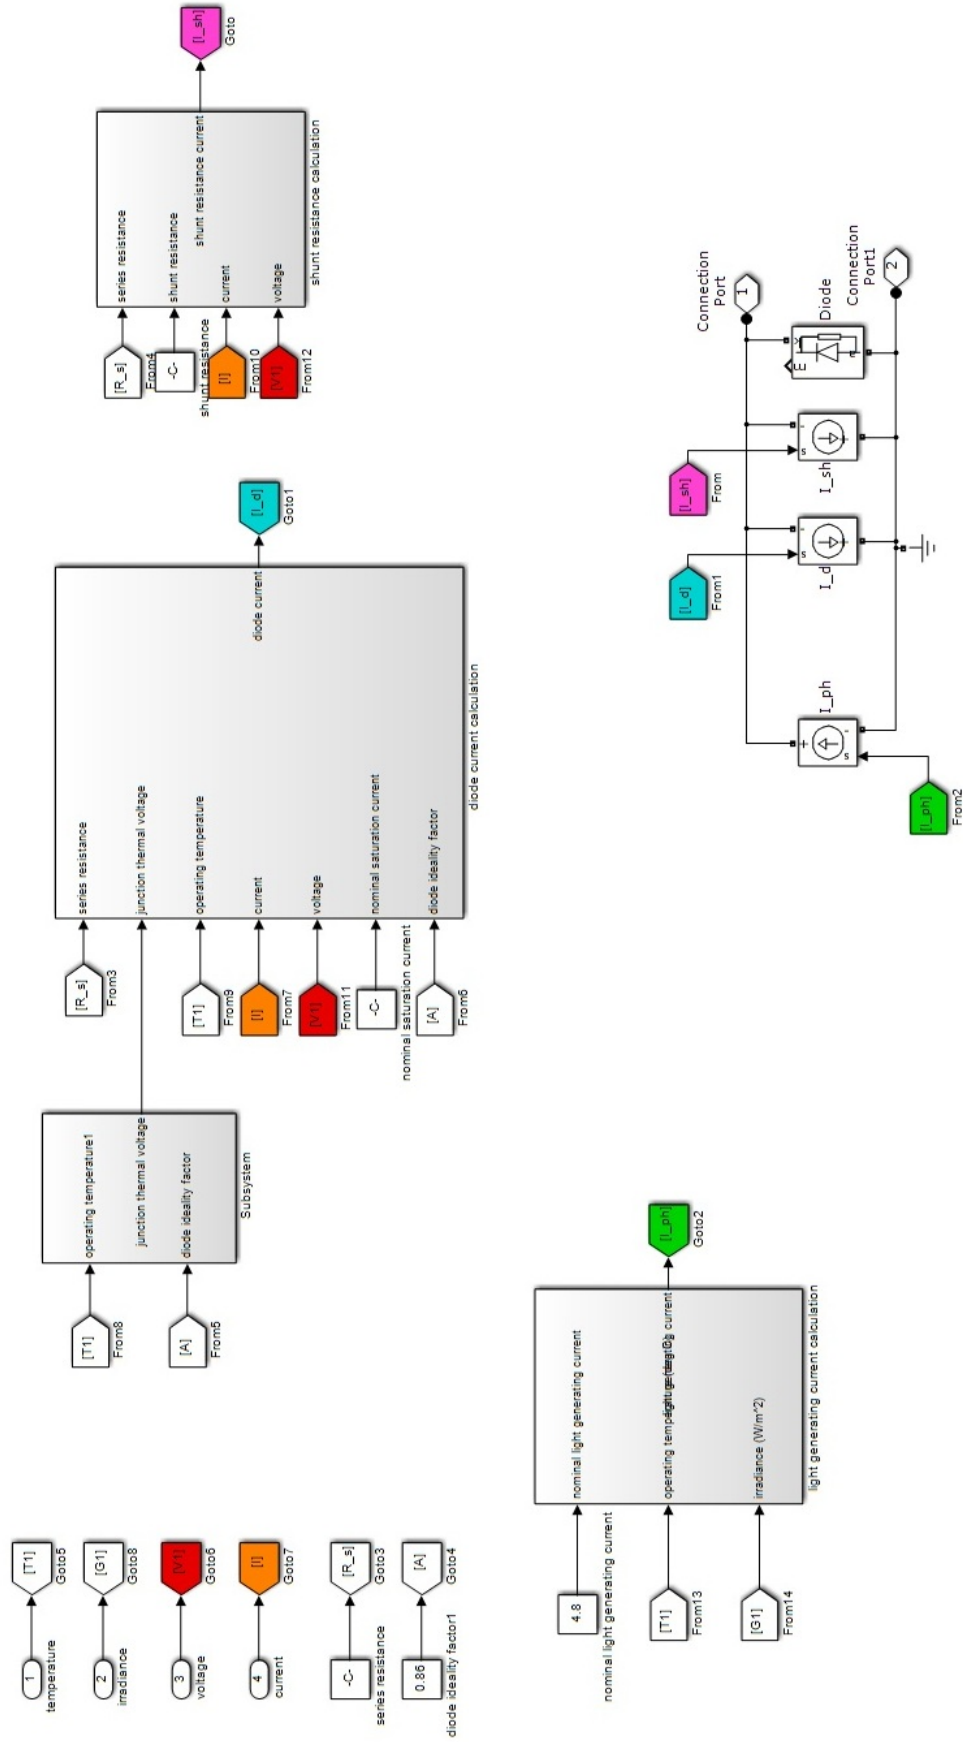 1
temperature
[T1]
Goto5
2
irradiance
[G1]
Goto8
3
voltage
[V1]
Goto6
4
current
[I]
Goto7
-C-
series resistance
[R_s]
Goto3
0.86
diode ideality factor1
[A]
Goto4
[T1]
From8
[A]
From5
operating temperature1
junction thermal voltage
diode ideality factor
Subsystem
[R_s]
From3
[T1]
From9
[I]
From7
[V1]
From11
-C-
nominal saturation current
[A]
From6
series resistance
junction thermal voltage
operating temperature
current
voltage
nominal saturation current
diode ideality factor
diode current
diode current calculation
[I_d]
Goto1
[R_s]
From4
-C-
shunt resistance
[I]
From10
[V1]
From12
series resistance
shunt resistance
current
voltage
shunt resistance current
shunt resistance calculation
[I_sh]
Goto
4.8
nominal light generating current
[T1]
From13
[G1]
From14
nominal light generating current
operating temperature (deg C)
light generating current
irradiance (W/m^2)
light generating current calculation
[I_ph]
Goto2
[I_ph]
From2
+
-
s
I_ph
[I_d]
From1
s
-
+
I_d
[I_sh]
From
s
-
+
I_sh
E
Diode
Connection
Port
1
Connection
Port1
2